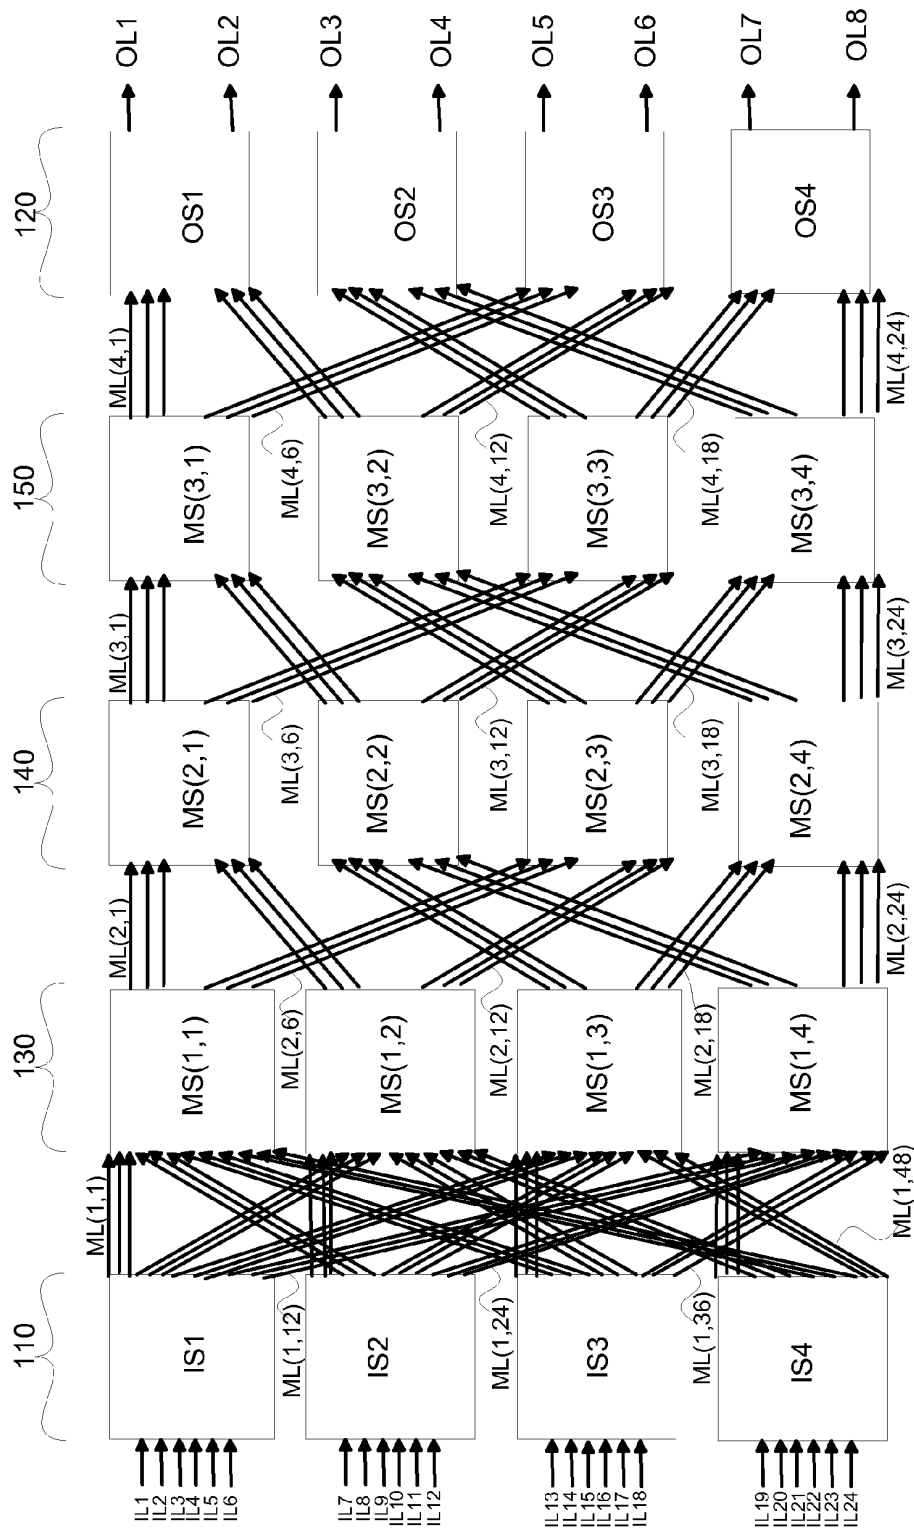 110
130
140
150
120
IL1
IL2
IL3
IL4
IL5
IL6
IS1
ML(1,1)
MS(1,1)
ML(2,1)
MS(2,1)
ML(3,1)
MS(3,1)
ML(4,1)
OS1
OL1
OL2
ML(1,12)
ML(2,6)
ML(3,6)
ML(4,6)
IL7
IL8
IL9
IL10
IL11
IL12
IS2
MS(1,2)
MS(2,2)
MS(3,2)
OS2
OL3
OL4
ML(1,24)
ML(2,12)
ML(3,12)
ML(4,12)
IL13
IL14
IL15
IL16
IL17
IL18
IS3
MS(1,3)
MS(2,3)
MS(3,3)
OS3
OL5
OL6
ML(1,36)
ML(2,18)
ML(3,18)
ML(4,18)
IL19
IL20
IL21
IL22
IL23
IL24
IS4
MS(1,4)
MS(2,4)
MS(3,4)
OS4
OL7
OL8
ML(1,48)
ML(2,24)
ML(3,24)
ML(4,24)